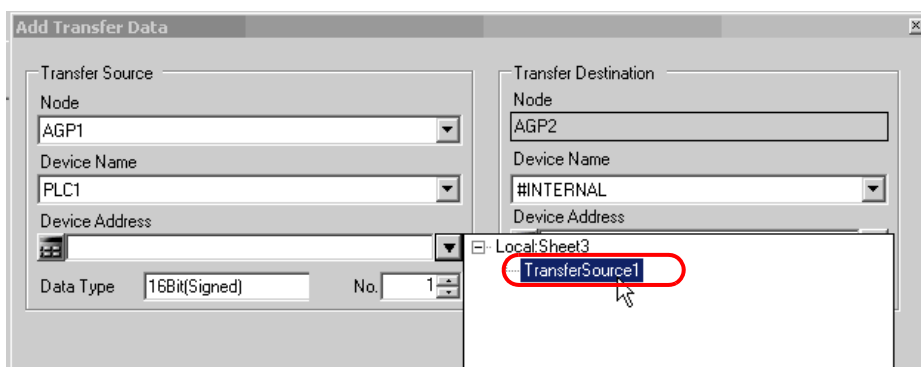 Add Transfer Data
Transfer Source
Node
AGP1
Device Name
PLC1
Device Address
Data Type 16Bit(Signed) No. 1
Transfer Destination
Node
AGP2
Device Name
#INTERNAL
Device Address
Local:Sheet3
TransferSource1